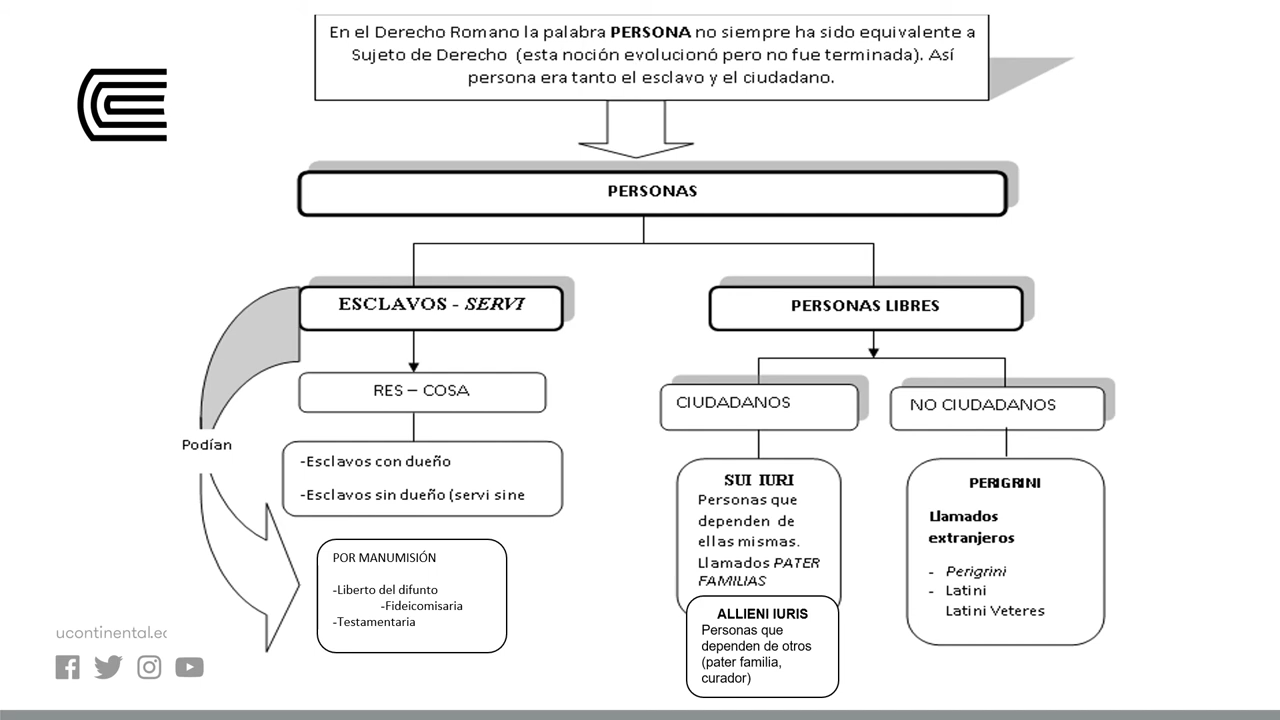 En el Derecho Romano la palabra PERSONA no siempre ha sido equivalente a
Sujeto de Derecho (esta noción evolucionó pero no fue terminada). Así
persona era tanto el esclavo y el ciudadano.
PERSONAS
ESCLAVOS - SERVI
PERSONAS LIBRES
RES – COSA
CIUDADANOS
NO CIUDADANOS
Podían
-Esclavos con dueño
-Esclavos sin dueño (servi sine
SUI IURI
Personas que
dependen de
ellas mismas.
Llamados PATER
FAMILIAS
PERIGRINI
Llamados
extranjeros
- Perigrini
- Latini
Latini Veteres
POR MANUMISIÓN
-Liberto del difunto
-Fideicomisaria
-Testamentaria
ALLIENI IURIS
Personas que
dependen de otros
(pater familia,
curador)
ucontinental.ec